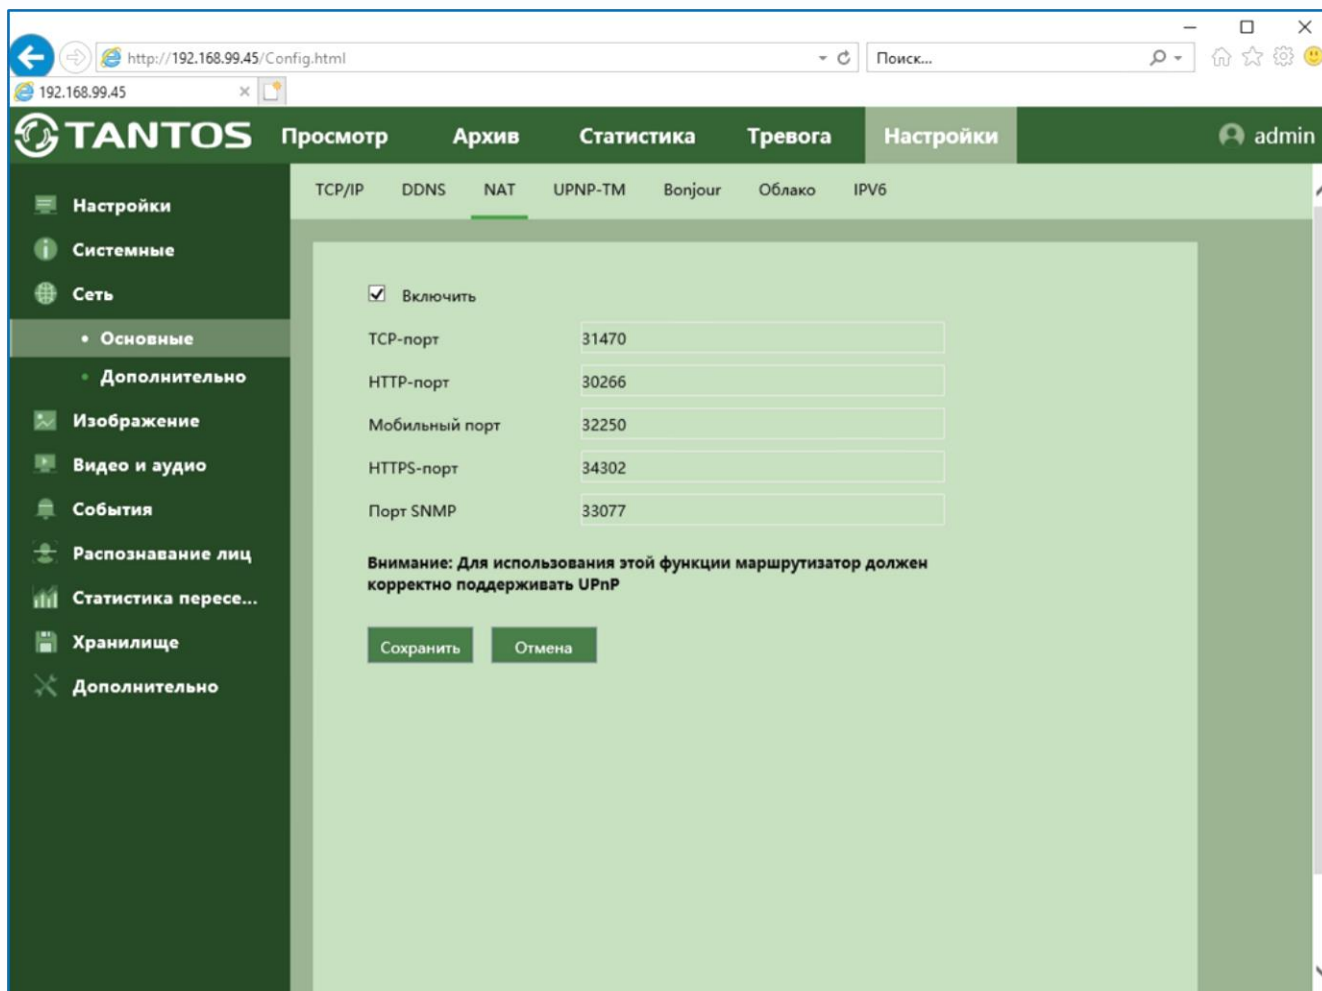 http://192.168.99.45/Config.html
Поиск...
192.168.99.45
TANTOS Просмотр Архив Статистика Тревога Настройки admin
TCP/IP DDNS NAT UPNP-TM Bonjour Облако IPV6
Настройки
Системные
Сеть
Основные
Дополнительно
Изображение
Видео и аудио
События
Распознавание лиц
Статистика пересе...
Хранилище
Дополнительно
Включить
TCP-порт 31470
HTTP-порт 30266
Мобильный порт 32250
HTTPS-порт 34302
Порт SNMP 33077
Внимание: Для использования этой функции маршрутизатор должен
корректно поддерживать UPnP
Сохранить Отмена